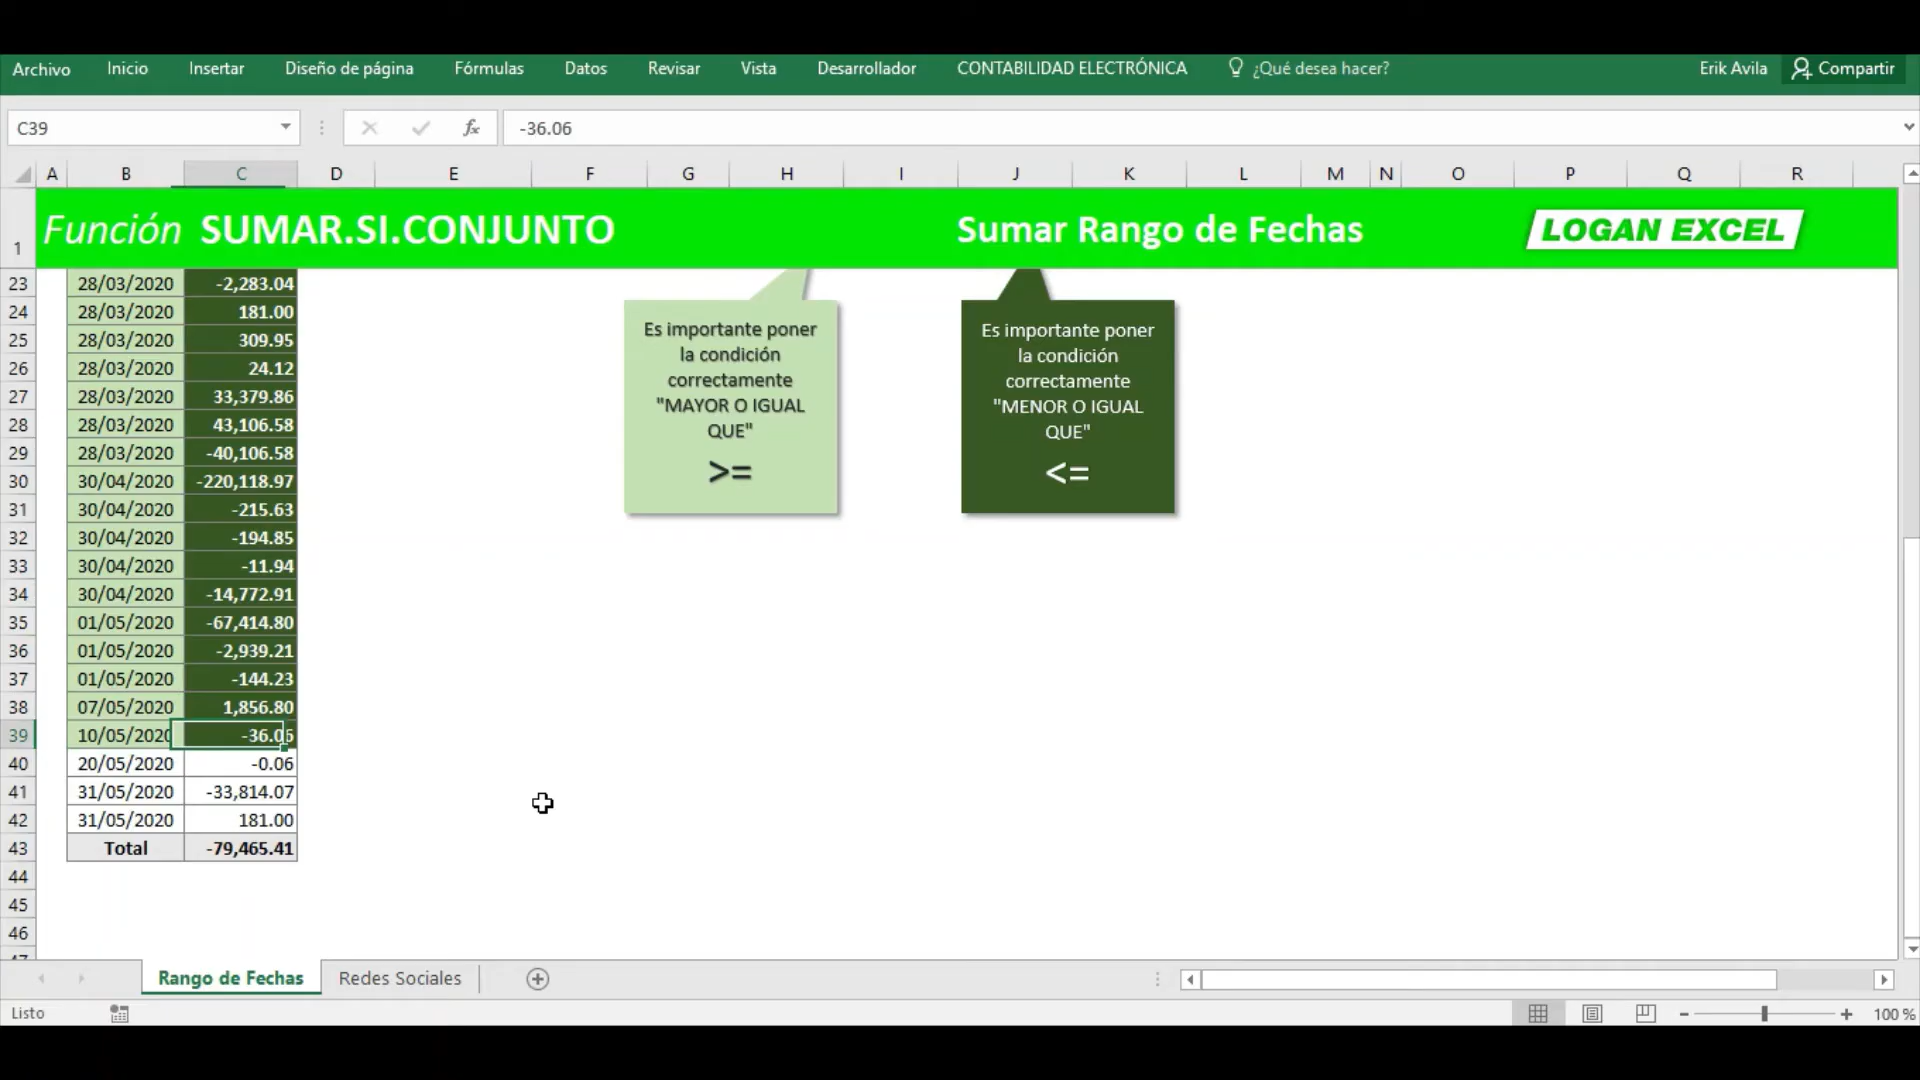 Archivo Inicio Insertar Diseño de página Fórmulas Datos Revisar Vista Desarrollador CONTABILIDAD ELECTRÓNICA ¿Qué desea hacer? Erik Avila Compartir
C39 fx -36.06
A B C D E F G H I J K L M N O P Q R
1 Función SUMAR.SI.CONJUNTO Sumar Rango de Fechas LOGAN EXCEL
23 28/03/2020 -2,283.04
24 28/03/2020 181.00
25 28/03/2020 309.95
26 28/03/2020 24.12
27 28/03/2020 33,379.86
28 28/03/2020 43,106.58
29 28/03/2020 -40,106.58
30 30/04/2020 -220,118.97
31 30/04/2020 -215.63
32 30/04/2020 -194.85
33 30/04/2020 -11.94
34 30/04/2020 -14,772.91
35 01/05/2020 -67,414.80
36 01/05/2020 -2,939.21
37 01/05/2020 -144.23
38 07/05/2020 1,856.80
39 10/05/2020 -36.06
40 20/05/2020 -0.06
41 31/05/2020 -33,814.07
42 31/05/2020 181.00
43 Total -79,465.41
44
45
46
Es importante poner
la condición
correctamente
"MAYOR O IGUAL
QUE"
>=
Es importante poner
la condición
correctamente
"MENOR O IGUAL
QUE"
<=
Rango de Fechas Redes Sociales
Listo 100 %